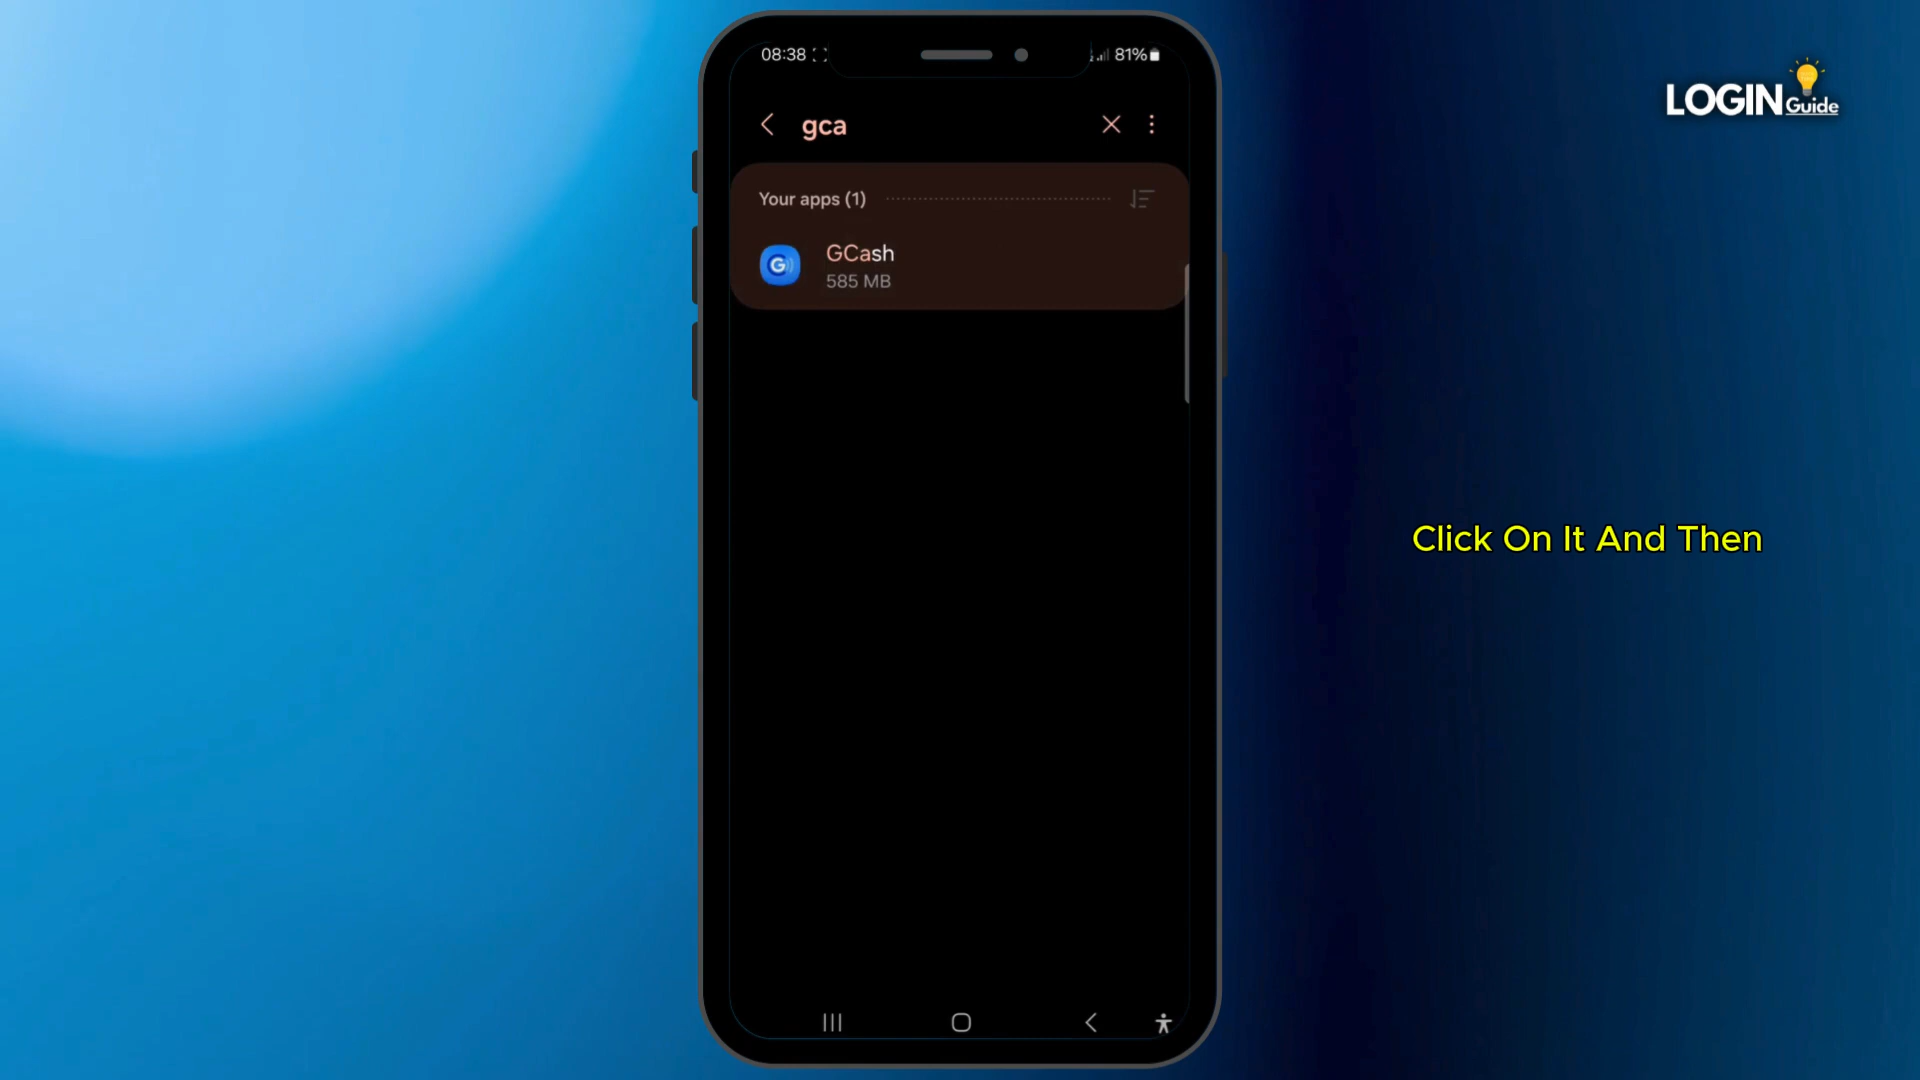 08:38
81%
LOGIN Guide
gca
Your apps (1)
GCash
585 MB
Click On It And Then